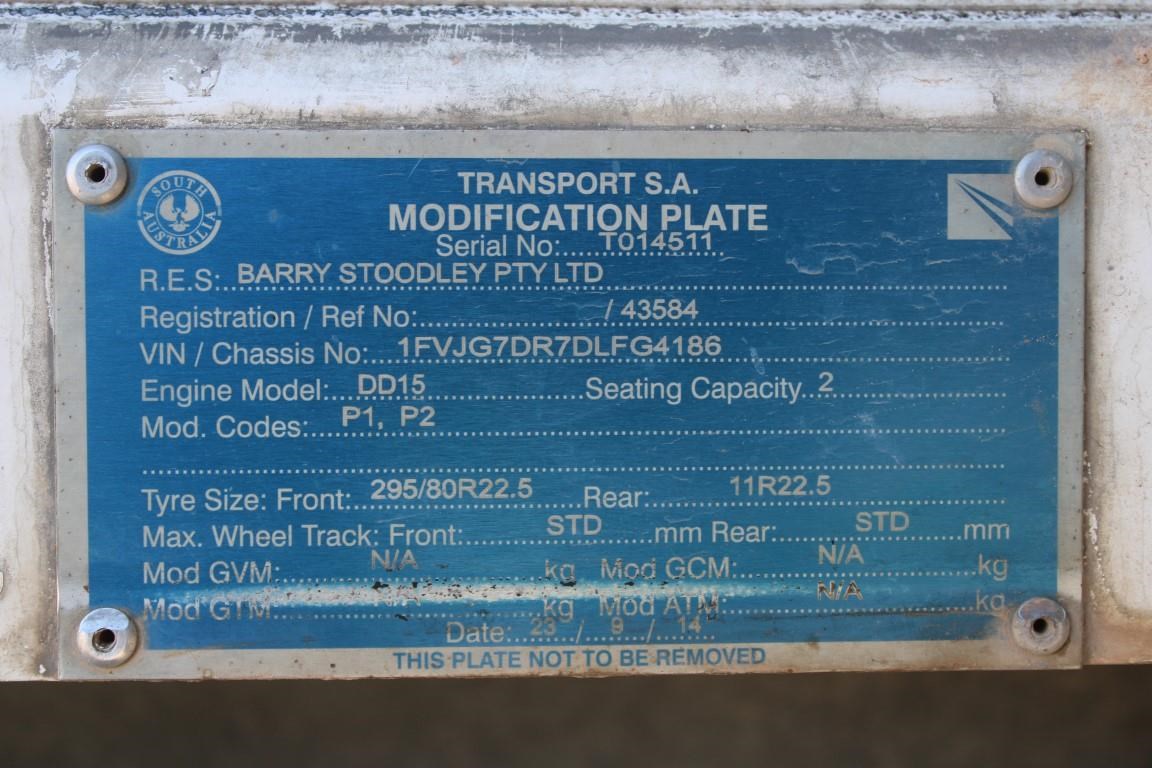 SOUTH AUSTRALIA
TRANSPORT S.A.
MODIFICATION PLATE
Serial No:.....T014511
R.E.S:..BARRY STOODLEY PTY LTD
Registration / Ref No: / 43584
VIN / Chassis No: 1FVJG7DR7DLFG4186
Engine Model: DD15 Seating Capacity 2
Mod. Codes: P1, P2
Tyre Size: Front: 295/80R22.5 Rear: 11R22.5
Max. Wheel Track: Front: STD mm Rear: STD mm
Mod GVM: N/A kg Mod GCM: N/A kg
Mod GTM: N/A kg Mod ATM: N/A kg
Date: 23 / 9 / 14
THIS PLATE NOT TO BE REMOVED